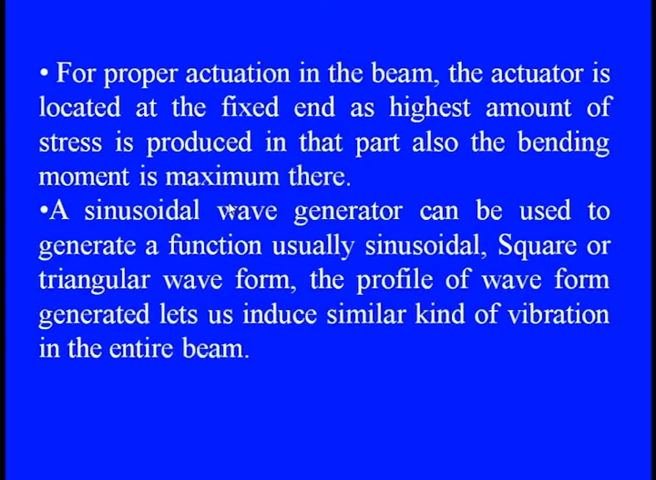 • For proper actuation in the beam, the actuator is
located at the fixed end as highest amount of
stress is produced in that part also the bending
moment is maximum there.
•A sinusoidal wave generator can be used to
generate a function usually sinusoidal, Square or
triangular wave form, the profile of wave form
generated lets us induce similar kind of vibration
in the entire beam.